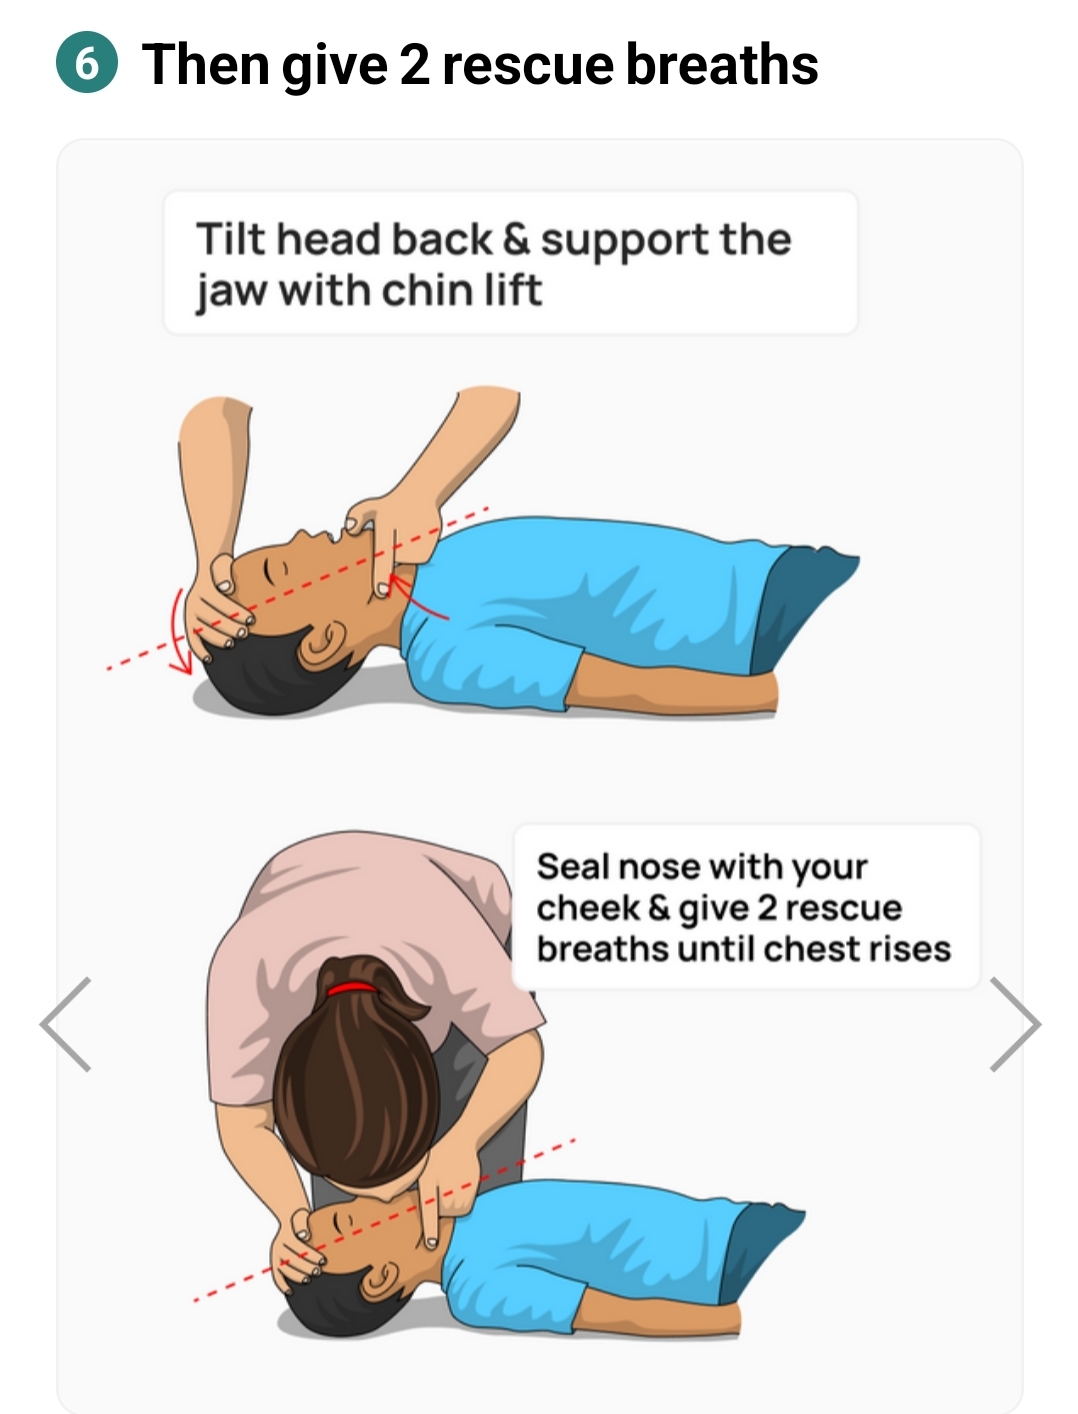 6 Then give 2 rescue breaths
Tilt head back & support the
jaw with chin lift
Seal nose with your
cheek & give 2 rescue
breaths until chest rises